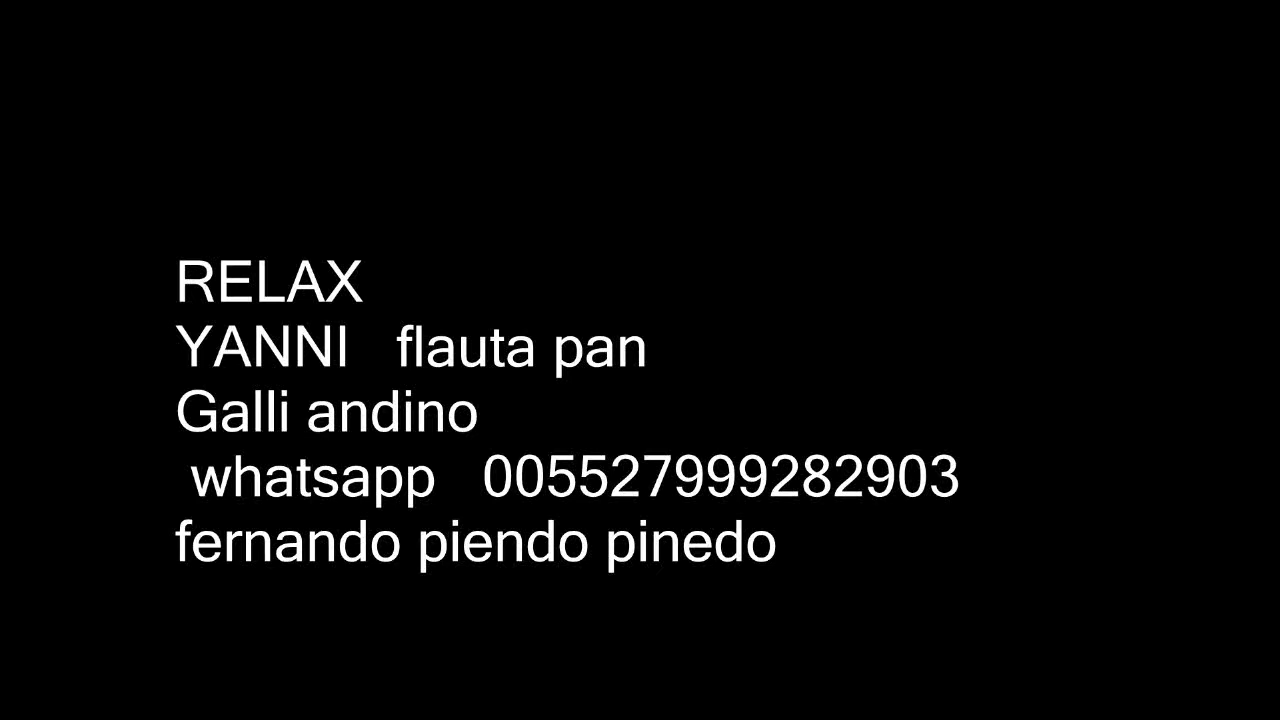 RELAX
YANNI   flauta pan
Galli andino
whatsapp   005527999282903
fernando piendo pinedo